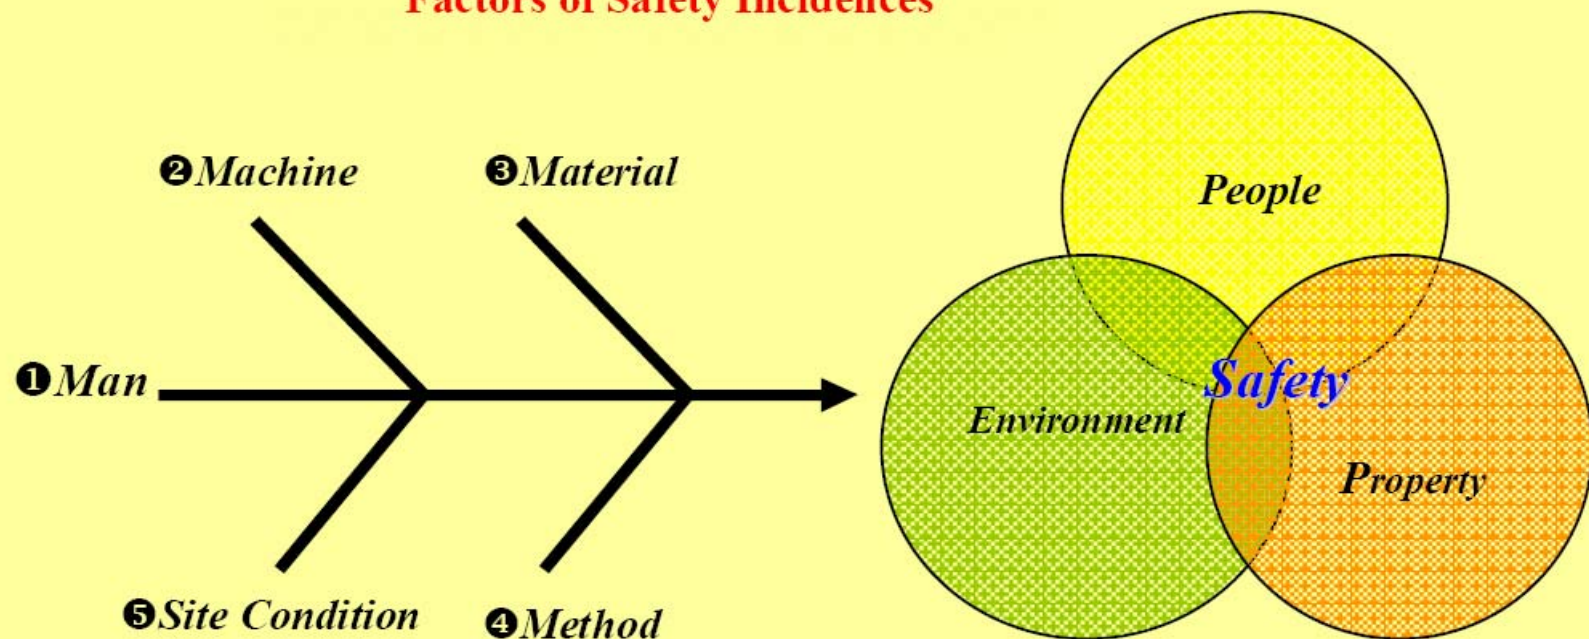 Factors of Safety Incidences
❷Machine
❸Material
People
❶Man
Safety
Environment
Property
❺Site Condition
❹Method